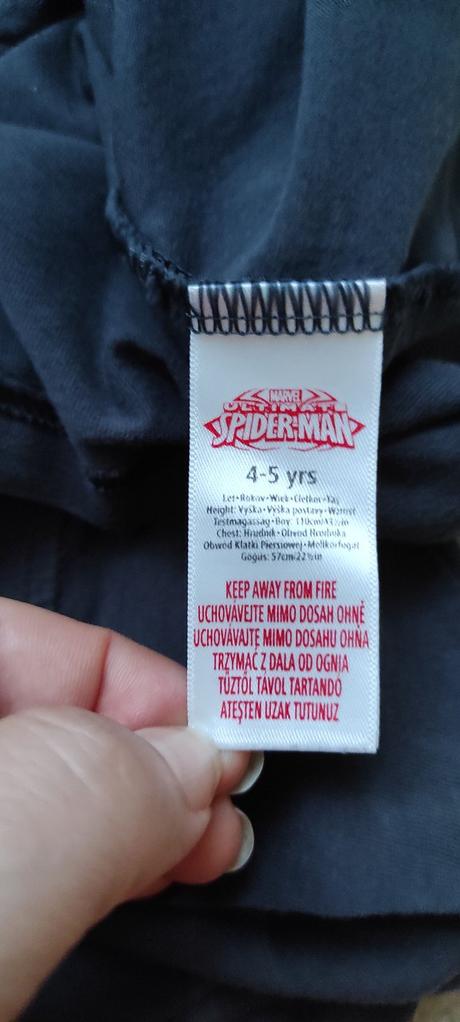 MARVEL
ULTIMATE
SPIDER-MAN
4-5 yrs
Let• Rokov• Wiek• Életkor• Yaş
Height: Výška• Výška postavy• Wzrost
Testmagasság• Boy: 110cm/
Chest: Hrudník• Obvod Hrudníka
Obwód Klatki Piersiowej• Mellkörfogat
Göğüs: 57cm/22½in
KEEP AWAY FROM FIRE
UCHOVÁVEJTE MIMO DOSAH OHNĚ
UCHOVÁVAJTE MIMO DOSAHU OHŇA
TRZYMAĆ Z DALA OD OGNIA
TŰZTŐL TÁVOL TARTANDÓ
ATEŞTEN UZAK TUTUNUZ